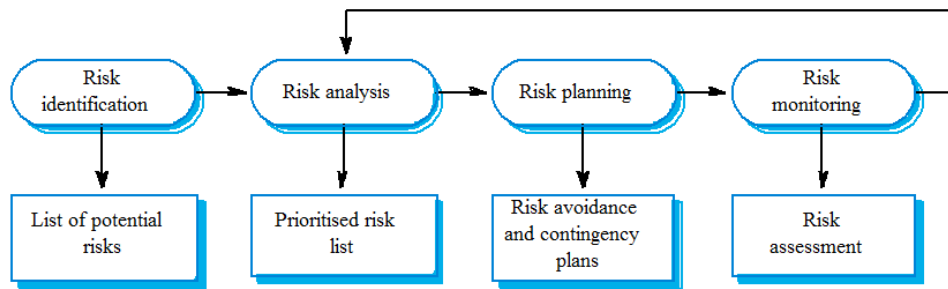 Risk
identification
Risk analysis
Risk planning
Risk
monitoring
List of potential
risks
Prioritised risk
list
Risk avoidance
and contingency
plans
Risk
assessment